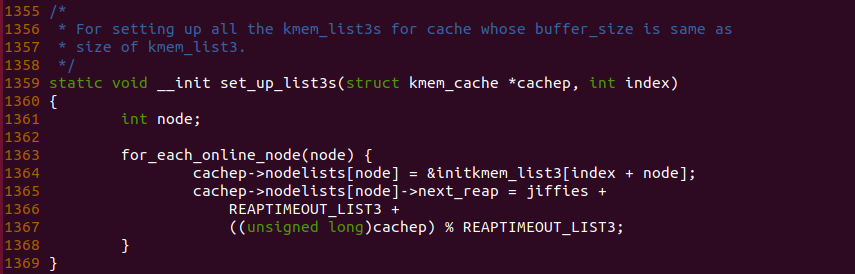 1355 /*
1356  * For setting up all the kmem_list3s for cache whose buffer_size is same as
1357  * size of kmem_list3.
1358  */
1359 static void __init set_up_list3s(struct kmem_cache *cachep, int index)
1360 {
1361         int node;
1362
1363         for_each_online_node(node) {
1364                 cachep->nodelists[node] = &initkmem_list3[index + node];
1365                 cachep->nodelists[node]->next_reap = jiffies +
1366                     REAPTIMEOUT_LIST3 +
1367                     ((unsigned long)cachep) % REAPTIMEOUT_LIST3;
1368         }
1369 }